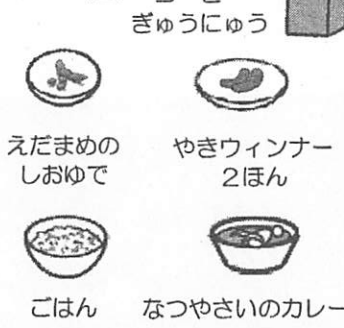 ぎゅうにゅう
えだまめの
しおゆで
やきウィンナー
2ほん
ごはん
なつやさいのカレー